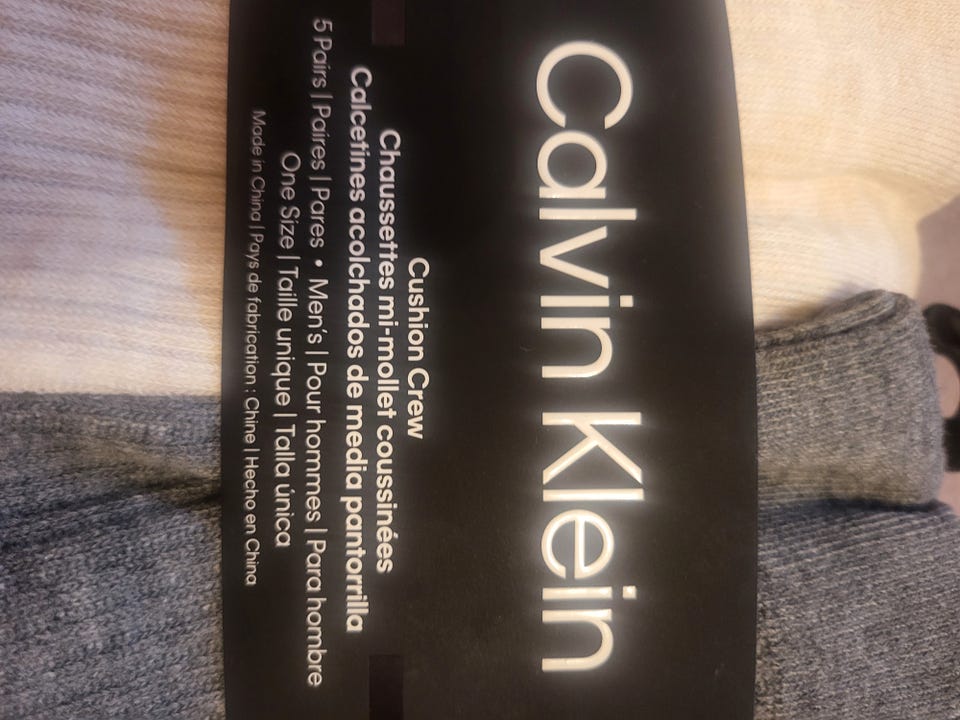 Calvin Klein
Cushion Crew
Chaussettes mi-mollet coussinées
Calcetines acolchados de media pantorrilla
5 Pairs | Paires | Pares • Men's | Pour hommes | Para hombre
One Size | Taille unique | Talla única
Made in China | Pays de fabrication : Chine | Hecho en China